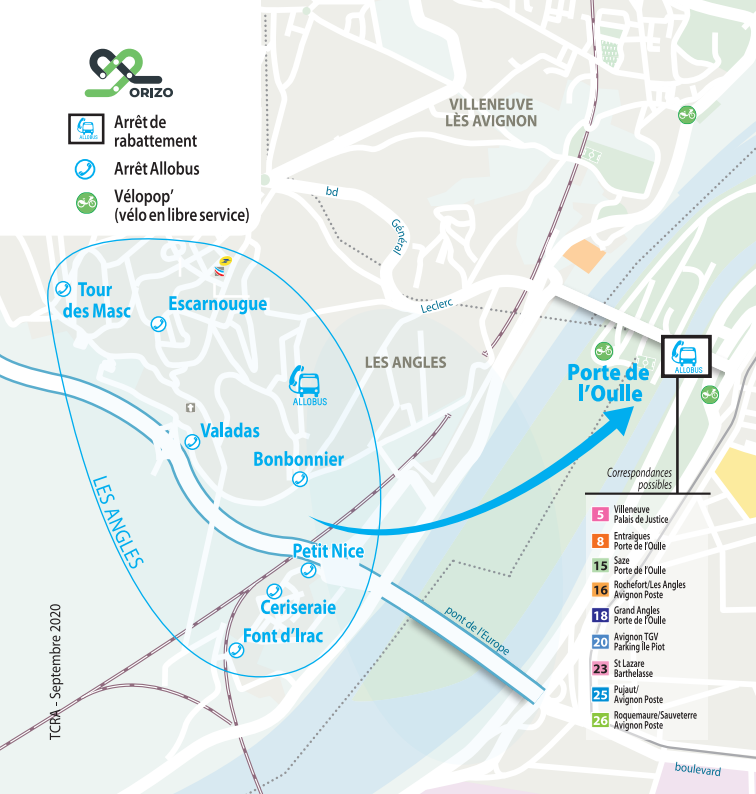 ORIZO
Arrêt de
rabattement
ALLOBUS
Arrêt Allobus
Vélopop'
(vélo en libre service)
VILLENEUVE
LÈS AVIGNON
bd
Général
Leclerc
Tour
des Masc
Escarnougue
LES ANGLES
ALLOBUS
ALLOBUS
Porte de
l'Oulle
Valadas
Bonbonnier
LES ANGLES
Petit Nice
Ceriseraie
Font d'Irac
pont de l'Europe
Correspondances
possibles
5 Villeneuve
Palais de Justice
8 Entraigues
Porte de l'Oulle
15 Saze
Porte de l'Oulle
16 Rochefort/Les Angles
Avignon Poste
18 Grand Angles
Porte de l'Oulle
20 Avignon TGV
Parking Île Piot
23 St Lazare
Barthelasse
25 Pujaut/
Avignon Poste
26 Roquemaure/Sauveterre
Avignon Poste
boulevard
TCRA - Septembre 2020